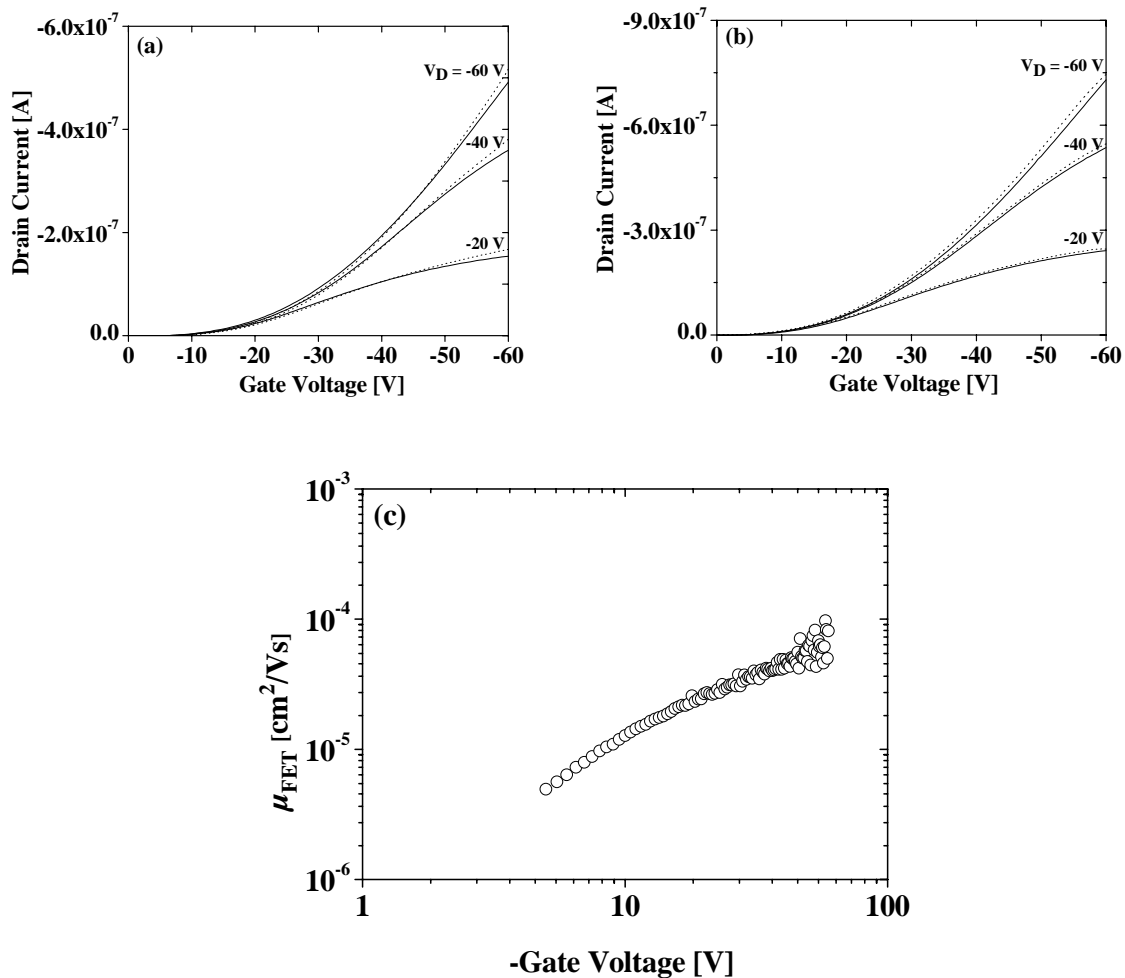 (a)
-6.0x10-7
-4.0x10-7
-2.0x10-7
0.0
Drain Current [A]
VD = -60 V
-40 V
-20 V
0 -10 -20 -30 -40 -50 -60
Gate Voltage [V]
(b)
-9.0x10-7
-6.0x10-7
-3.0x10-7
0.0
Drain Current [A]
VD = -60 V
-40 V
-20 V
0 -10 -20 -30 -40 -50 -60
Gate Voltage [V]
(c)
10-3
10-4
10-5
10-6
μFET [cm2/Vs]
1 10 100
-Gate Voltage [V]